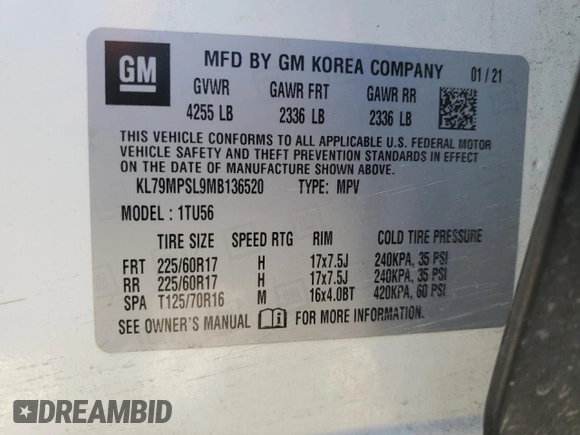 GM
MFD BY GM KOREA COMPANY 01/21
GVWR GAWR FRT GAWR RR
4255 LB 2336 LB 2336 LB
THIS VEHICLE CONFORMS TO ALL APPLICABLE U.S. FEDERAL MOTOR
VEHICLE SAFETY AND THEFT PREVENTION STANDARDS IN EFFECT
ON THE DATE OF MANUFACTURE SHOWN ABOVE.
KL79MPSL9MB136520 TYPE: MPV
MODEL: 1TU56
TIRE SIZE SPEED RTG RIM COLD TIRE PRESSURE
FRT 225/60R17 H 17x7.5J 240KPA, 35 PSI
RR 225/60R17 H 17x7.5J 240KPA, 35 PSI
SPA T125/70R16 M 16x4.0BT 420KPA, 60 PSI
SEE OWNER'S MANUAL FOR MORE INFORMATION.
DREAMBID